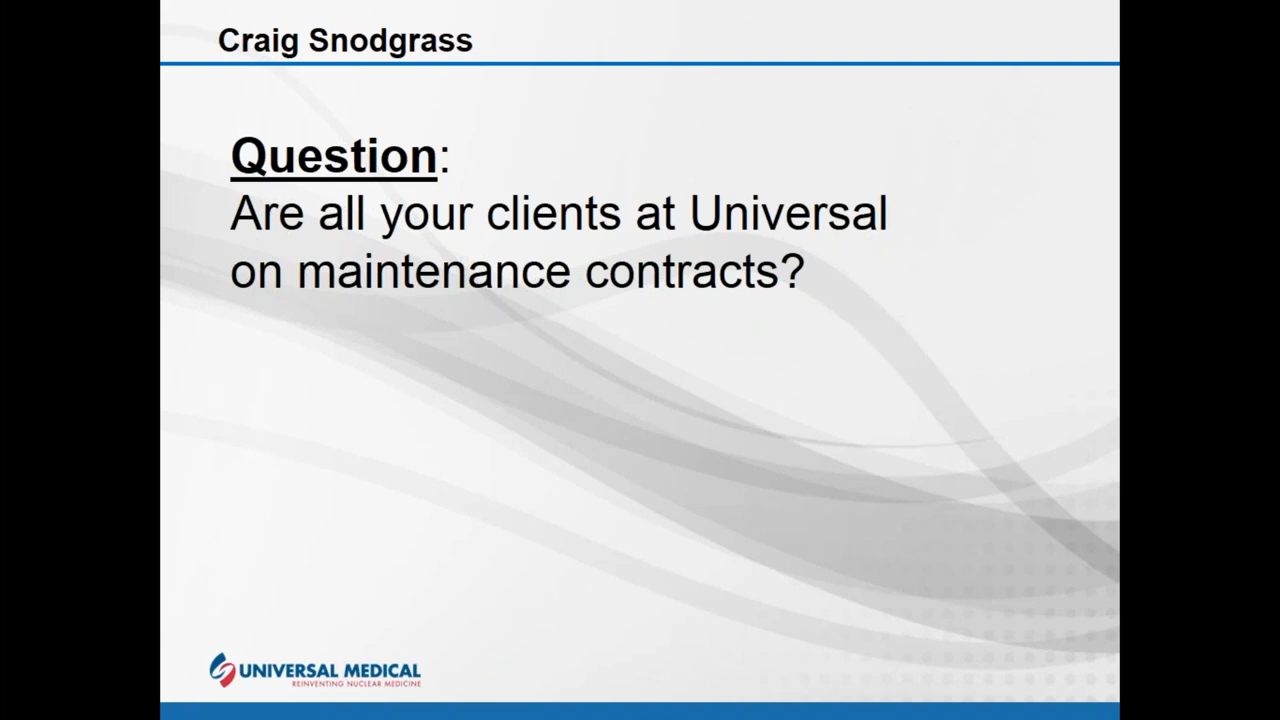 Craig Snodgrass
Question:
Are all your clients at Universal
on maintenance contracts?
UNIVERSAL MEDICAL
REINVENTING NUCLEAR MEDICINE